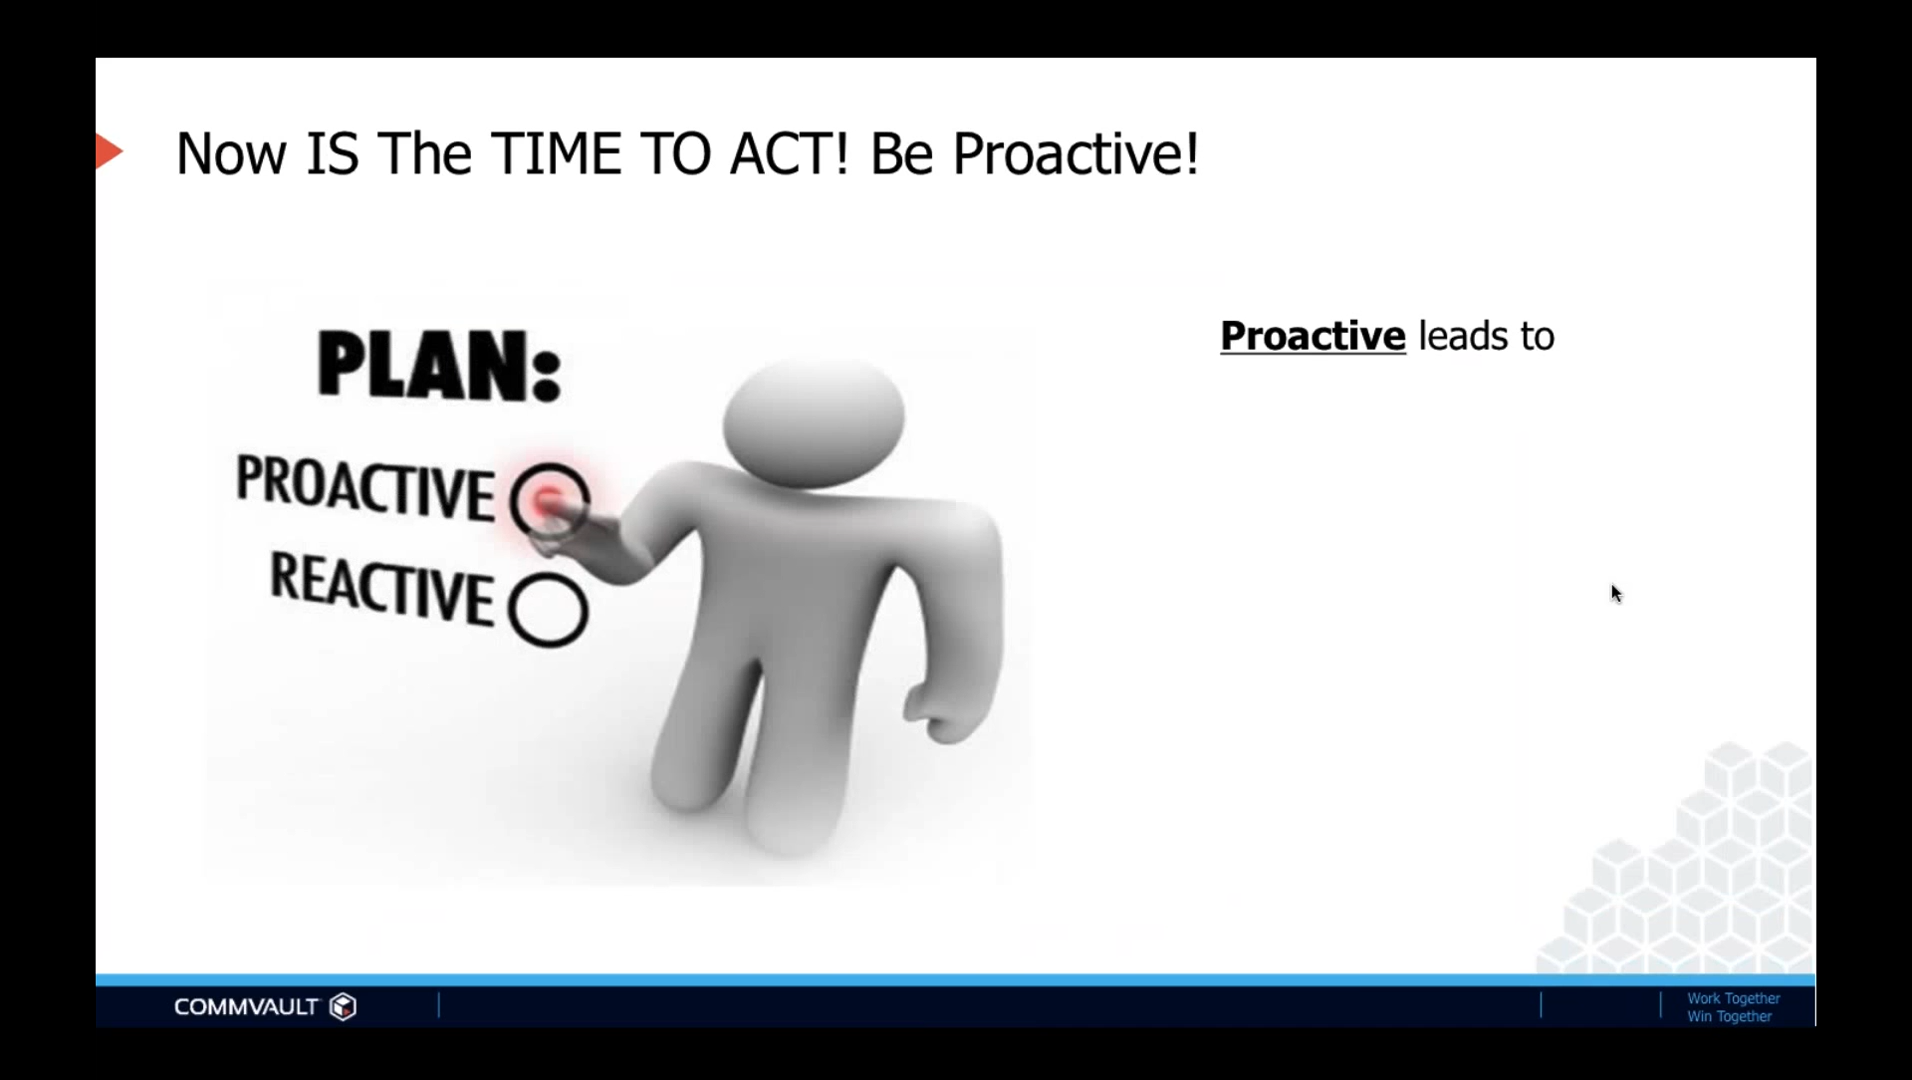 Now IS The TIME TO ACT! Be Proactive!
PLAN:
PROACTIVE
REACTIVE
Proactive leads to
COMMVAULT
Work Together
Win Together